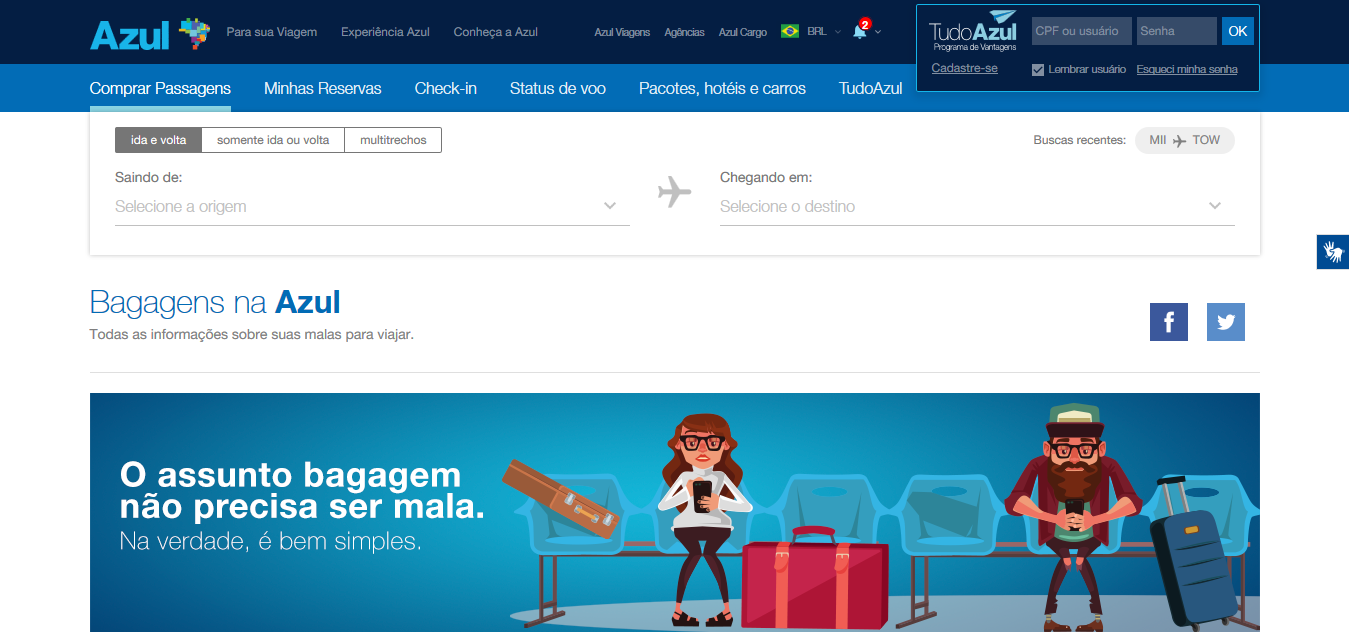 Azul
Para sua Viagem
Experiência Azul
Conheça a Azul
Azul Viagens
Agências
Azul Cargo
BRL
2
TudoAzul
Programa de Vantagens
CPF ou usuário
Senha
OK
Cadastre-se
Lembrar usuário
Esqueci minha senha
Comprar Passagens
Minhas Reservas
Check-in
Status de voo
Pacotes, hotéis e carros
TudoAzul
ida e volta
somente ida ou volta
multitrechos
Buscas recentes:
MII
TOW
Saindo de:
Selecione a origem
Chegando em:
Selecione o destino
Bagagens na Azul
Todas as informações sobre suas malas para viajar.
O assunto bagagem
não precisa ser mala.
Na verdade, é bem simples.